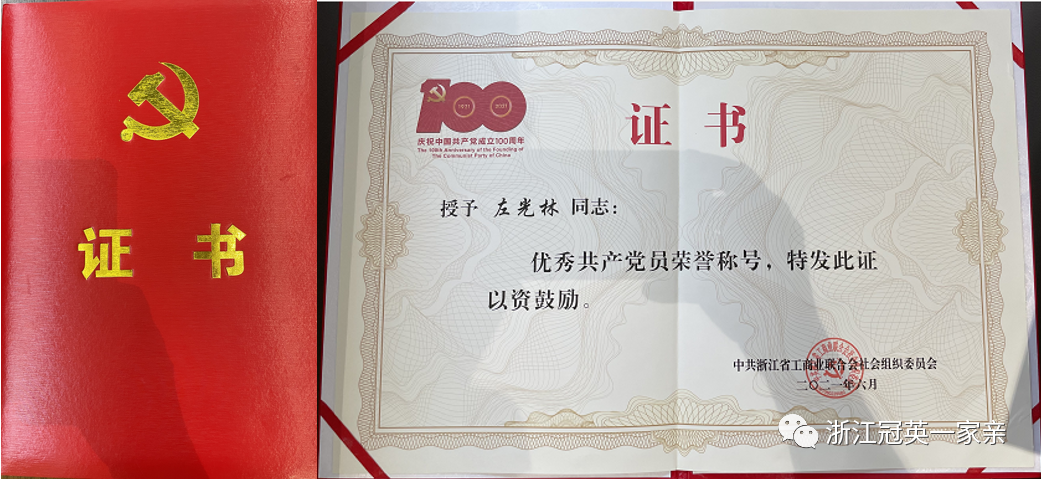 证书
100
1921
2021
庆祝中国共产党成立100周年
The 100th Anniversary of the Founding of
The Communist Party of China
证书
授予 左光林 同志：
优秀共产党员荣誉称号，特发此证
以资鼓励。
中共浙江省工商业联合会社会组织委员会
二〇二一年六月
浙江冠英一家亲